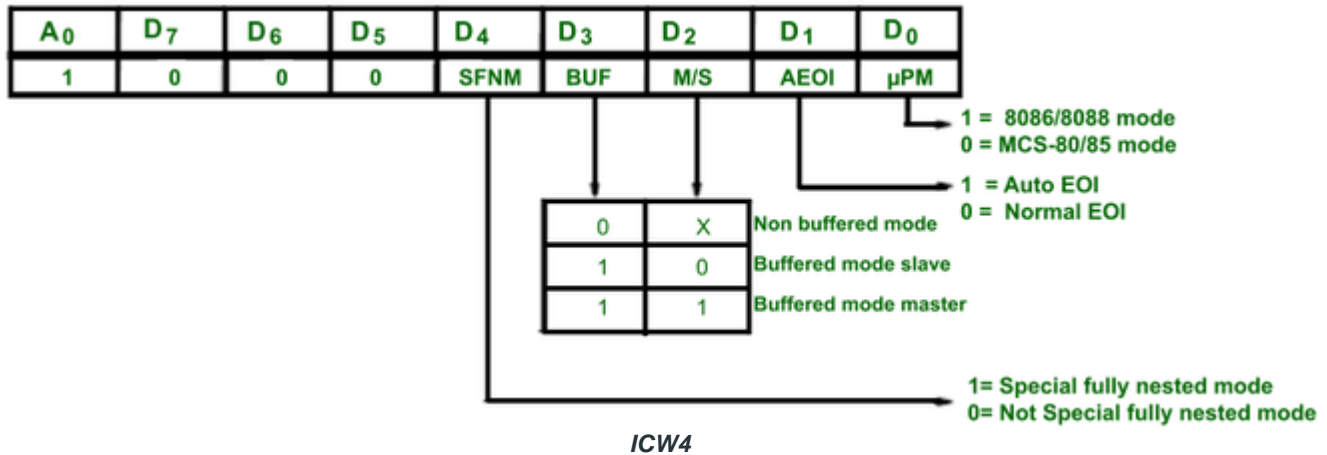 A0 D7 D6 D5 D4 D3 D2 D1 D0
1 0 0 0 SFNM BUF M/S AEOI µPM
1 = 8086/8088 mode
0 = MCS-80/85 mode
1 = Auto EOI
0 = Normal EOI
0 X Non buffered mode
1 0 Buffered mode slave
1 1 Buffered mode master
1= Special fully nested mode
0= Not Special fully nested mode
ICW4